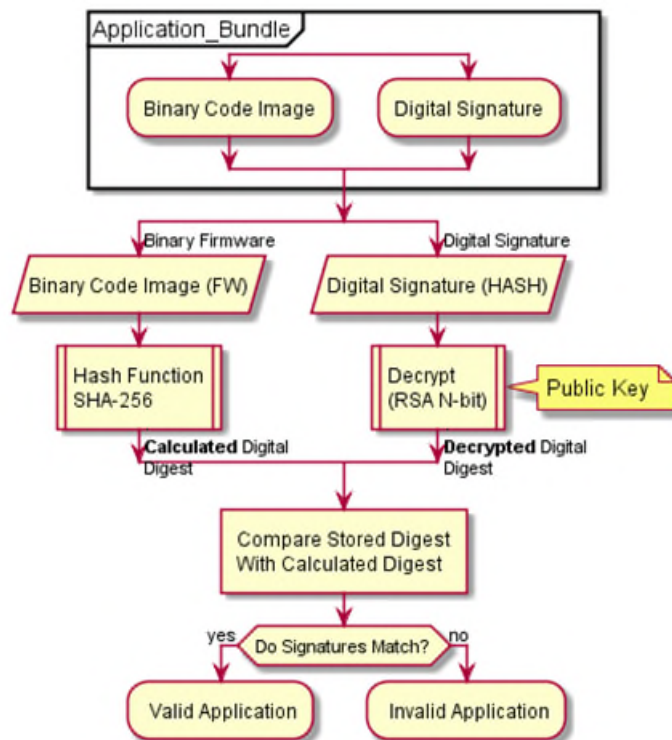 Application_Bundle
Binary Code Image
Digital Signature
Binary Firmware
Digital Signature
Binary Code Image (FW)
Digital Signature (HASH)
Hash Function
SHA-256
Decrypt
(RSA N-bit)
Public Key
Calculated Digital
Digest
Decrypted Digital
Digest
Compare Stored Digest
With Calculated Digest
yes
Do Signatures Match?
no
Valid Application
Invalid Application